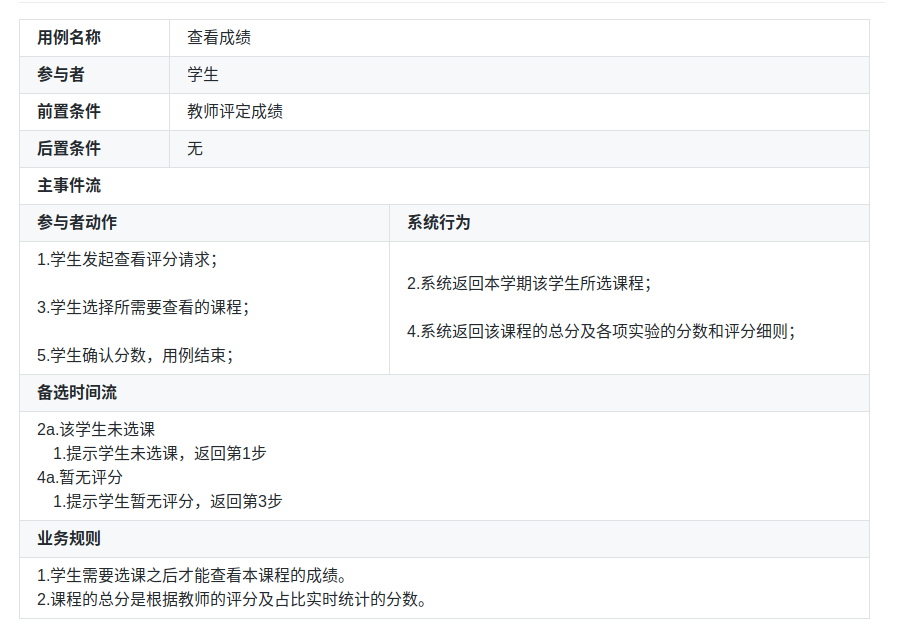 用例名称 查看成绩
参与者 学生
前置条件 教师评定成绩
后置条件 无
主事件流
参与者动作 系统行为
1.学生发起查看评分请求；
2.系统返回本学期该学生所选课程；
3.学生选择所需要查看的课程；
4.系统返回该课程的总分及各项实验的分数和评分细则；
5.学生确认分数，用例结束；
备选时间流
2a.该学生未选课
1.提示学生未选课，返回第1步
4a.暂无评分
1.提示学生暂无评分，返回第3步
业务规则
1.学生需要选课之后才能查看本课程的成绩。
2.课程的总分是根据教师的评分及占比实时统计的分数。